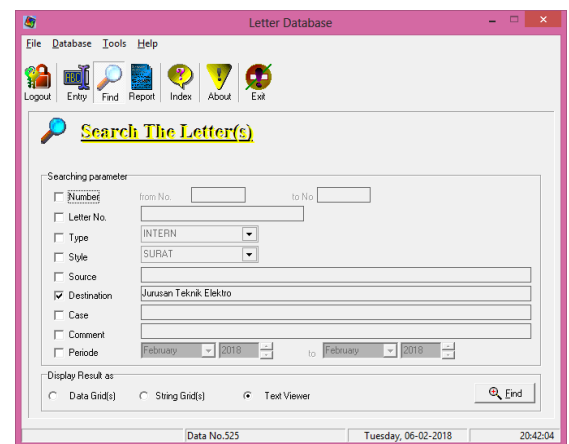 Letter Database
File Database Tools Help
Logout Entry Find Report Index About Exit
Search The Letter(s)
Searching parameter
Number from No. to No
Letter No.
Type INTERN
Style SURAT
Source
Destination Jurusan Teknik Elektro
Case
Comment
Periode February 2018 to February 2018
Display Result as
Data Grid(s) String Grid(s) Text Viewer Find
Data No.525 Tuesday, 06-02-2018 20:42:04